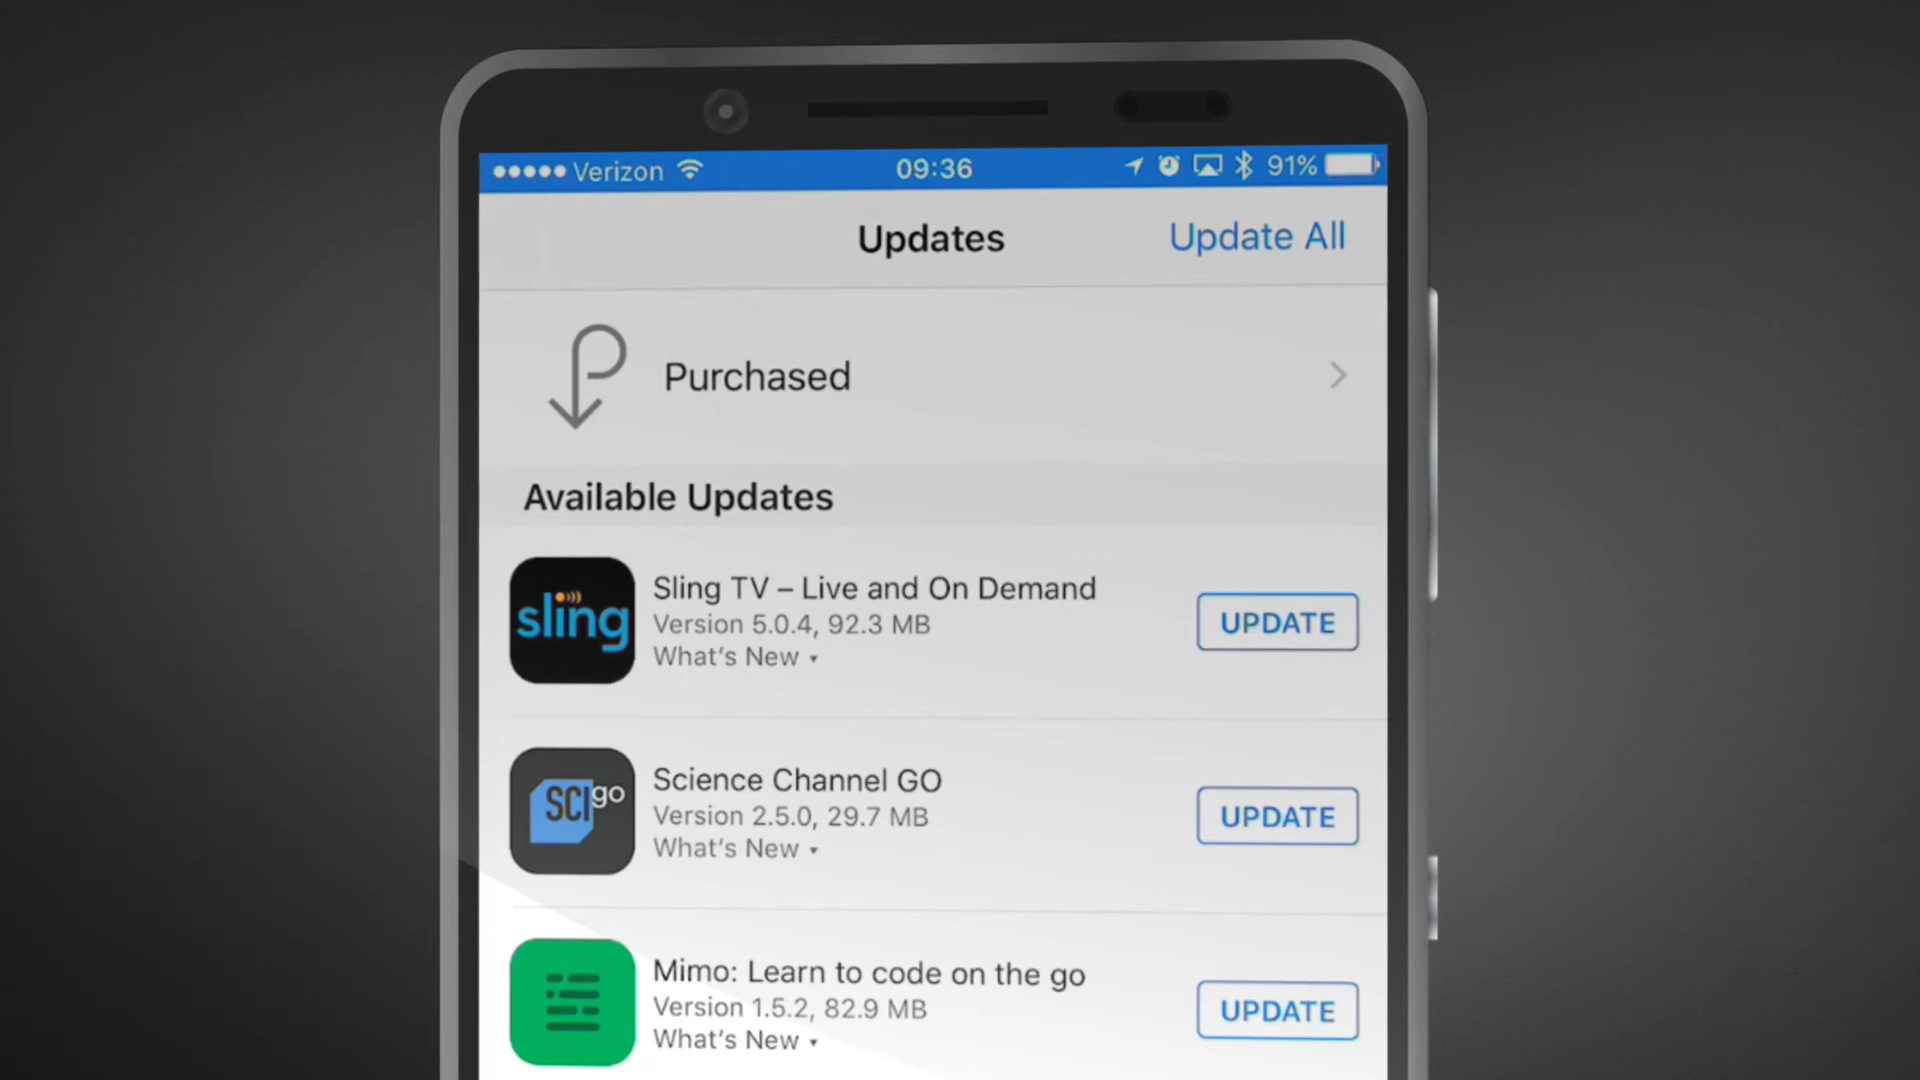 ●●●●● Verizon 09:36 91%
Updates Update All
Purchased
Available Updates
sling
Sling TV – Live and On Demand
Version 5.0.4, 92.3 MB
What's New ▾
UPDATE
SCI go
Science Channel GO
Version 2.5.0, 29.7 MB
What's New ▾
UPDATE
Mimo: Learn to code on the go
Version 1.5.2, 82.9 MB
What's New ▾
UPDATE